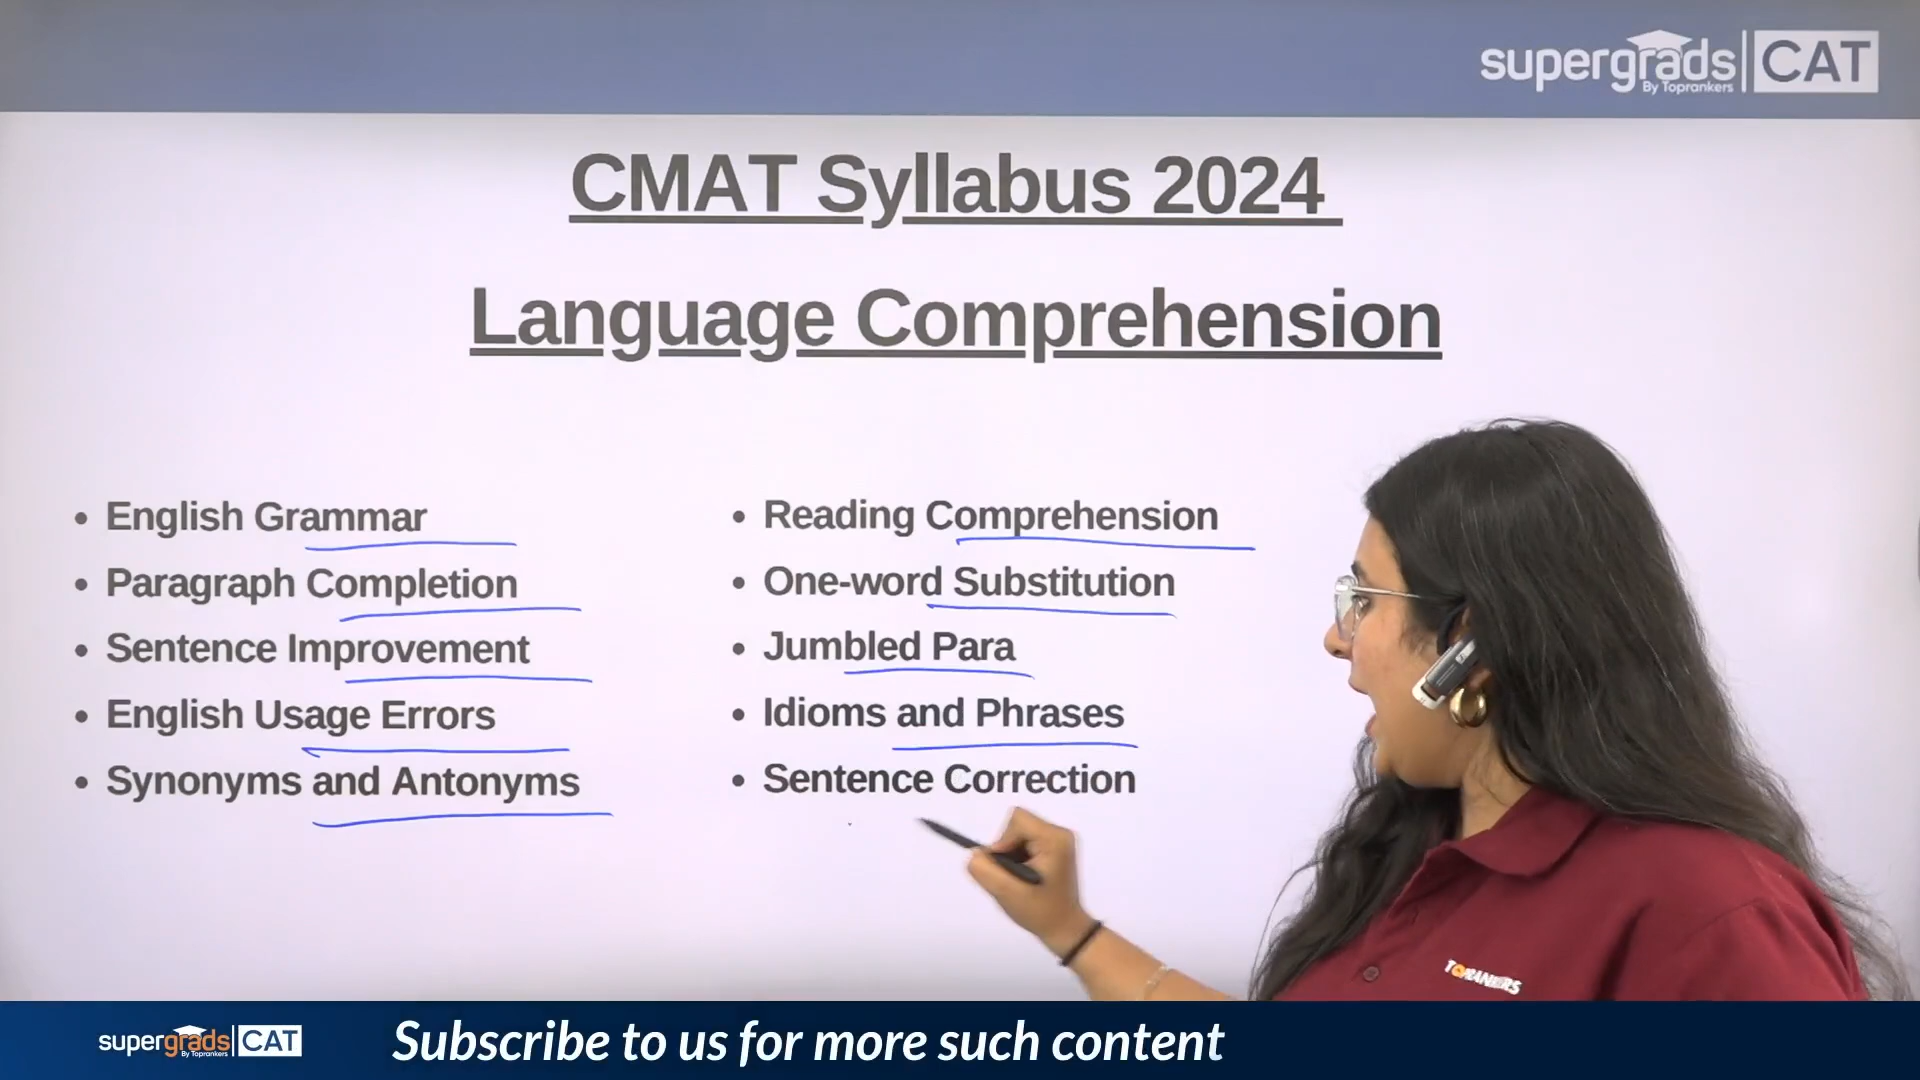 supergrads CAT
By Toprankers
CMAT Syllabus 2024
Language Comprehension
• English Grammar
• Paragraph Completion
• Sentence Improvement
• English Usage Errors
• Synonyms and Antonyms
• Reading Comprehension
• One-word Substitution
• Jumbled Para
• Idioms and Phrases
• Sentence Correction
TOPRANKERS
supergrads CAT
By Toprankers
Subscribe to us for more such content